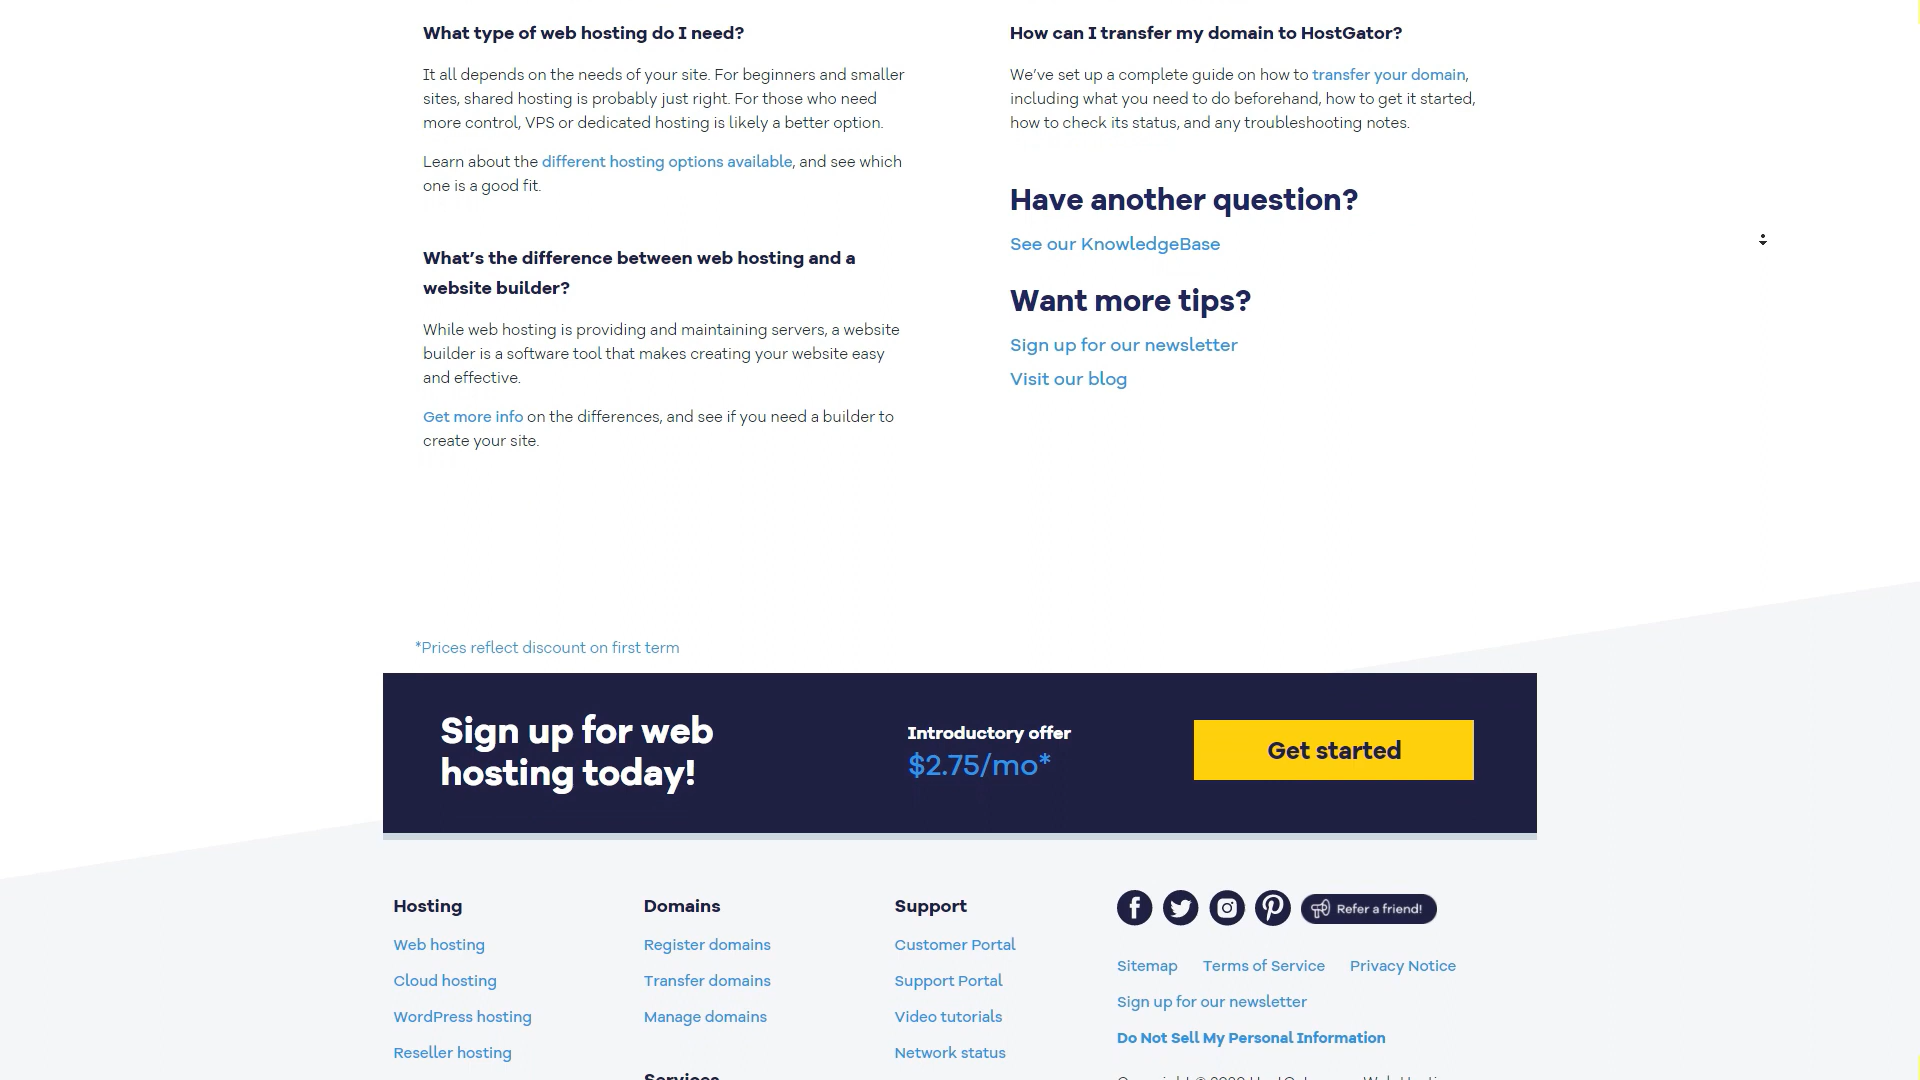 What type of web hosting do I need?
It all depends on the needs of your site. For beginners and smaller
sites, shared hosting is probably just right. For those who need
more control, VPS or dedicated hosting is likely a better option.
Learn about the different hosting options available, and see which
one is a good fit.
What's the difference between web hosting and a
website builder?
While web hosting is providing and maintaining servers, a website
builder is a software tool that makes creating your website easy
and effective.
Get more info on the differences, and see if you need a builder to
create your site.
How can I transfer my domain to HostGator?
We've set up a complete guide on how to transfer your domain,
including what you need to do beforehand, how to get it started,
how to check its status, and any troubleshooting notes.
Have another question?
See our KnowledgeBase
Want more tips?
Sign up for our newsletter
Visit our blog
*Prices reflect discount on first term
Sign up for web
hosting today!
Introductory offer
$2.75/mo*
Get started
Hosting
Web hosting
Cloud hosting
WordPress hosting
Reseller hosting
Domains
Register domains
Transfer domains
Manage domains
Services
Support
Customer Portal
Support Portal
Video tutorials
Network status
Refer a friend!
Sitemap Terms of Service Privacy Notice
Sign up for our newsletter
Do Not Sell My Personal Information